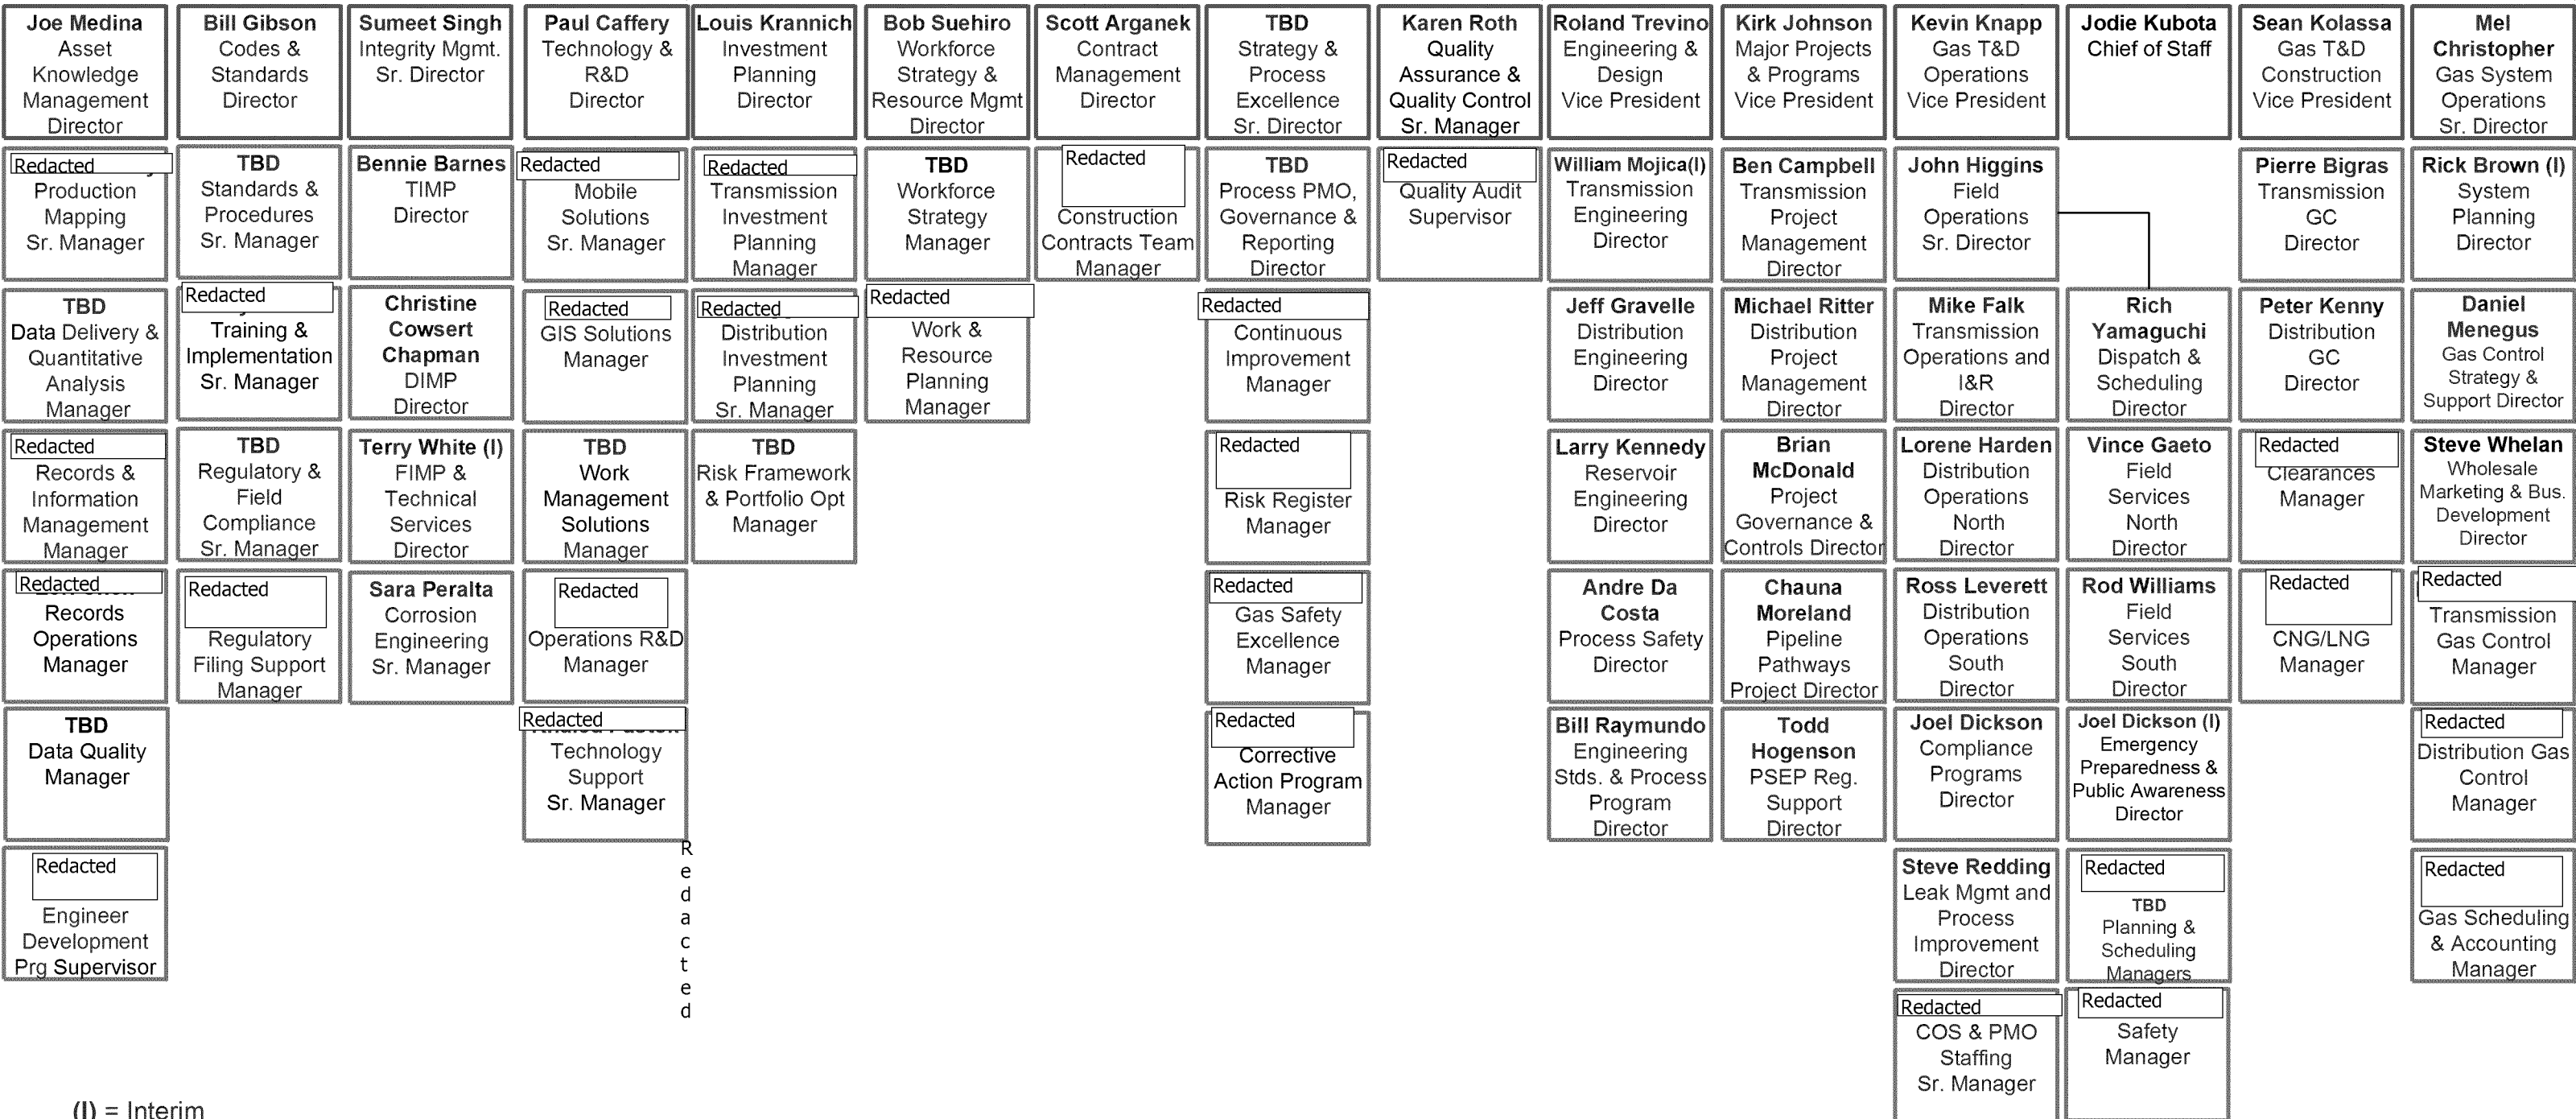 Joe Medina
Asset
Knowledge
Management
Director
Redacted
Production
Mapping
Sr. Manager
TBD
Data Delivery &
Quantitative
Analysis
Manager
Redacted
Records &
Information
Management
Manager
Redacted
Records
Operations
Manager
TBD
Data Quality
Manager
Redacted
Engineer
Development
Prg Supervisor
Bill Gibson
Codes &
Standards
Director
TBD
Standards &
Procedures
Sr. Manager
Redacted
Training &
Implementation
Sr. Manager
TBD
Regulatory &
Field
Compliance
Sr. Manager
Redacted
Regulatory
Filing Support
Manager
Sumeet Singh
Integrity Mgmt.
Sr. Director
Bennie Barnes
TIMP
Director
Christine
Cowsert
Chapman
DIMP
Director
Terry White (I)
FIMP &
Technical
Services
Director
Sara Peralta
Corrosion
Engineering
Sr. Manager
Paul Caffery
Technology &
R&D
Director
Redacted
Mobile
Solutions
Sr. Manager
Redacted
GIS Solutions
Manager
TBD
Work
Management
Solutions
Manager
Redacted
Operations R&D
Manager
Redacted
Technology
Support
Sr. Manager
Redacted
Louis Krannich
Investment
Planning
Director
Redacted
Transmission
Investment
Planning
Manager
Redacted
Distribution
Investment
Planning
Sr. Manager
TBD
Risk Framework
& Portfolio Opt
Manager
Bob Suehiro
Workforce
Strategy &
Resource Mgmt
Director
TBD
Workforce
Strategy
Manager
Redacted
Work &
Resource
Planning
Manager
Scott Arganek
Contract
Management
Director
Redacted
Construction
Contracts Team
Manager
TBD
Strategy &
Process
Excellence
Sr. Director
TBD
Process PMO,
Governance &
Reporting
Director
Redacted
Continuous
Improvement
Manager
Redacted
Risk Register
Manager
Redacted
Gas Safety
Excellence
Manager
Redacted
Corrective
Action Program
Manager
Karen Roth
Quality
Assurance &
Quality Control
Sr. Manager
Redacted
Quality Audit
Supervisor
Roland Trevino
Engineering &
Design
Vice President
William Mojica(I)
Transmission
Engineering
Director
Jeff Gravelle
Distribution
Engineering
Director
Larry Kennedy
Reservoir
Engineering
Director
Andre Da
Costa
Process Safety
Director
Bill Raymundo
Engineering
Stds. & Process
Program
Director
Kirk Johnson
Major Projects
& Programs
Vice President
Ben Campbell
Transmission
Project
Management
Director
Michael Ritter
Distribution
Project
Management
Director
Brian
McDonald
Project
Governance &
Controls Director
Chauna
Moreland
Pipeline
Pathways
Project Director
Todd
Hogenson
PSEP Reg.
Support
Director
Kevin Knapp
Gas T&D
Operations
Vice President
John Higgins
Field
Operations
Sr. Director
Mike Falk
Transmission
Operations and
I&R
Director
Lorene Harden
Distribution
Operations
North
Director
Ross Leverett
Distribution
Operations
South
Director
Joel Dickson
Compliance
Programs
Director
Steve Redding
Leak Mgmt and
Process
Improvement
Director
Redacted
COS & PMO
Staffing
Sr. Manager
Jodie Kubota
Chief of Staff
Rich
Yamaguchi
Dispatch &
Scheduling
Director
Vince Gaeto
Field
Services
North
Director
Rod Williams
Field
Services
South
Director
Joel Dickson (I)
Emergency
Preparedness &
Public Awareness
Director
Redacted
TBD
Planning &
Scheduling
Managers
Redacted
Safety
Manager
Sean Kolassa
Gas T&D
Construction
Vice President
Pierre Bigras
Transmission
GC
Director
Peter Kenny
Distribution
GC
Director
Redacted
Clearances
Manager
Redacted
CNG/LNG
Manager
Mel
Christopher
Gas System
Operations
Sr. Director
Rick Brown (I)
System
Planning
Director
Daniel
Menegus
Gas Control
Strategy &
Support Director
Steve Whelan
Wholesale
Marketing & Bus.
Development
Director
Redacted
Transmission
Gas Control
Manager
Redacted
Distribution Gas
Control
Manager
Redacted
Gas Scheduling
& Accounting
Manager
(I) = Interim